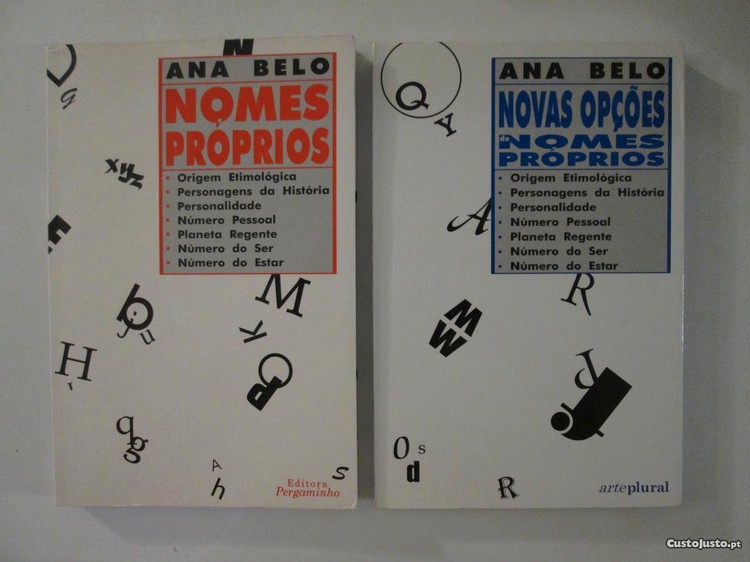 ANA BELO
NOMES
PRÓPRIOS
• Origem Etimológica
• Personagens da História
• Personalidade
• Número Pessoal
• Planeta Regente
• Número do Ser
• Número do Estar
N
g
xyz
E
b
j u
M
K
H
r
q
g
s
A
h
s
Editora
Pergaminho
ANA BELO
NOVAS OPÇÕES
de NOMES
PRÓPRIOS
• Origem Etimológica
• Personagens da História
• Personalidade
• Número Pessoal
• Planeta Regente
• Número do Ser
• Número do Estar
Q
Y
A
R
M
W
P
O s
d
R
arteplural
CustoJusto.pt